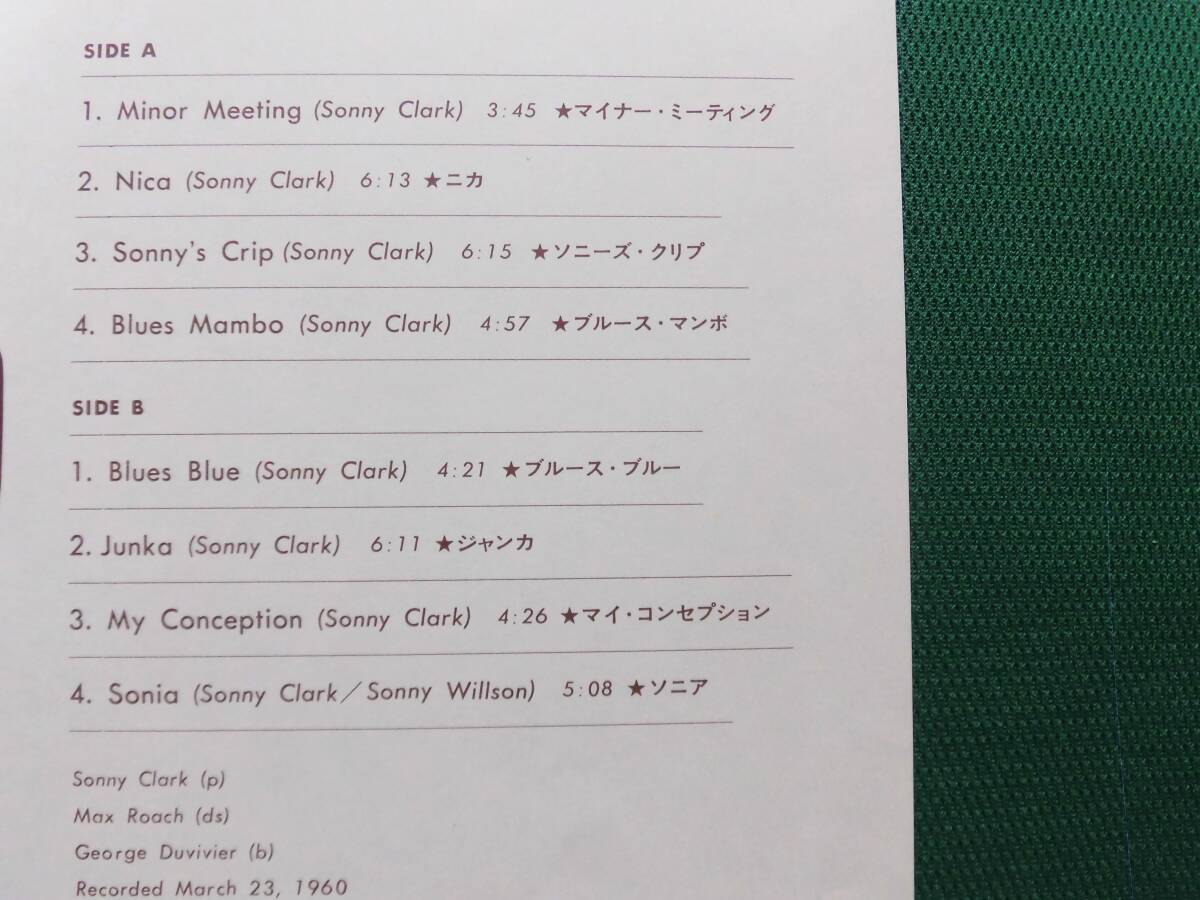 SIDE A
1. Minor Meeting (Sonny Clark) 3:45 ★マイナー・ミーティング
2. Nica (Sonny Clark) 6:13 ★ニカ
3. Sonny's Crip (Sonny Clark) 6:15 ★ソニーズ・クリプ
4. Blues Mambo (Sonny Clark) 4:57 ★ブルース・マンボ
SIDE B
1. Blues Blue (Sonny Clark) 4:21 ★ブルース・ブルー
2. Junka (Sonny Clark) 6:11 ★ジャンカ
3. My Conception (Sonny Clark) 4:26 ★マイ・コンセプション
4. Sonia (Sonny Clark／Sonny Willson) 5:08 ★ソニア
Sonny Clark (p)
Max Roach (ds)
George Duvivier (b)
Recorded March 23, 1960